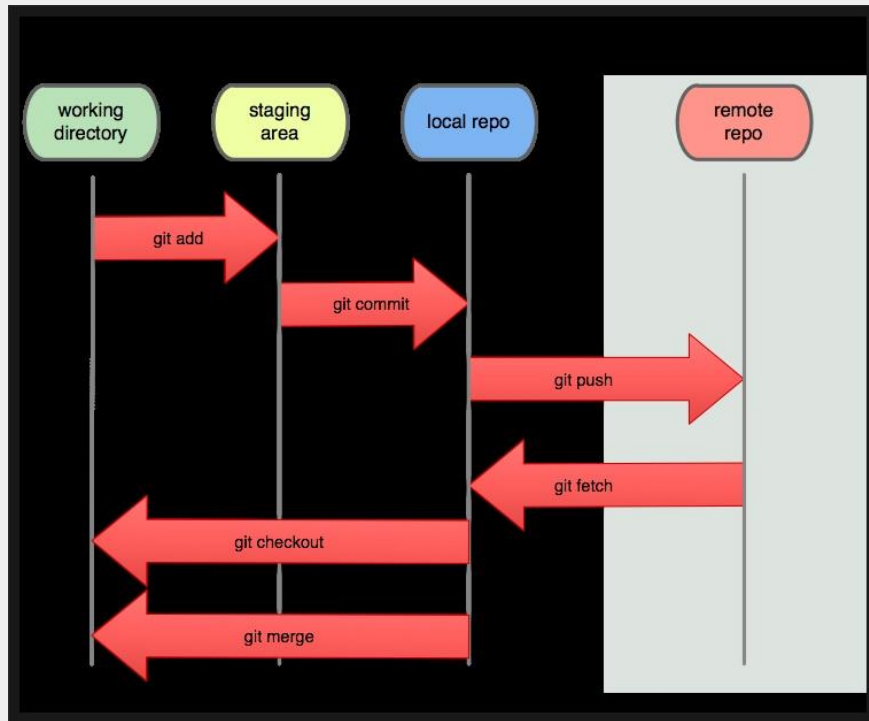 working
directory
staging
area
local repo
remote
repo
git add
git commit
git push
git fetch
git checkout
git merge